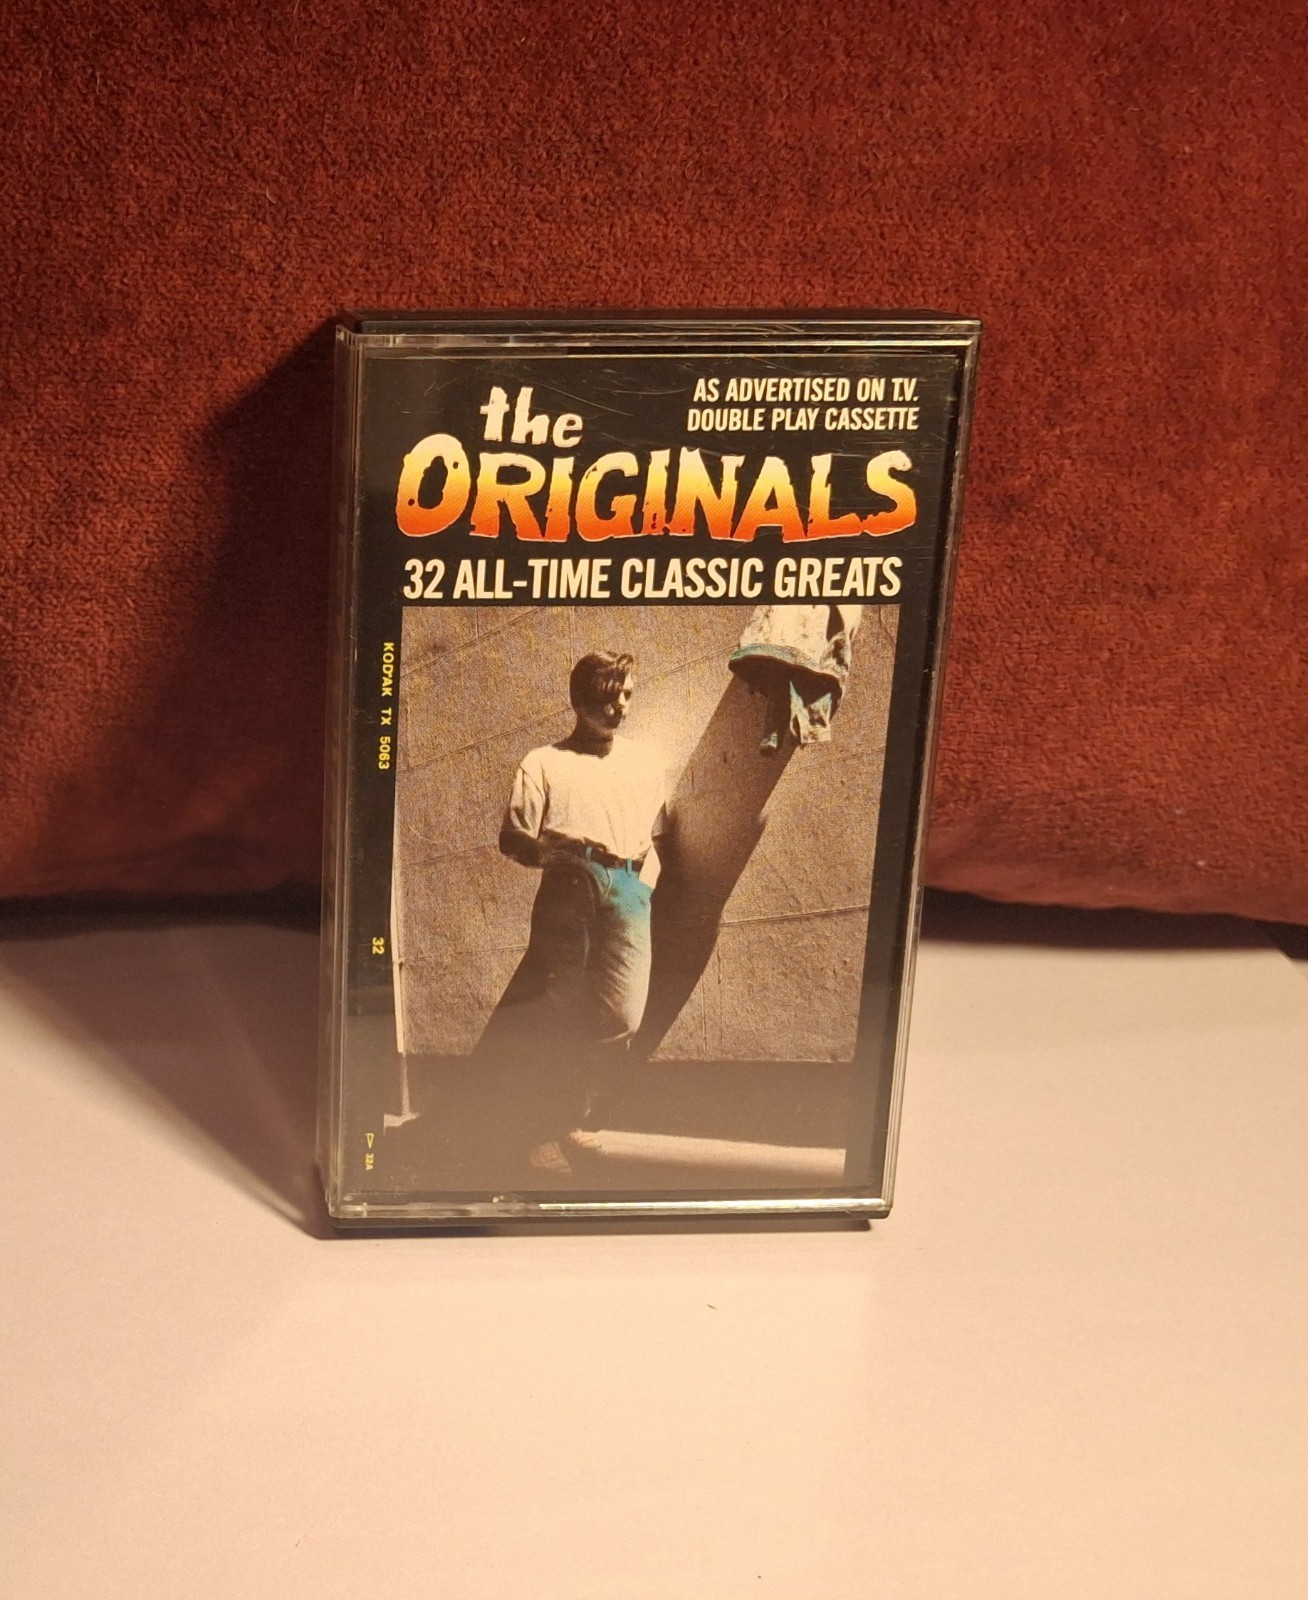 AS ADVERTISED ON T.V.
DOUBLE PLAY CASSETTE
the
ORIGINALS
32 ALL-TIME CLASSIC GREATS
KODAK TX 5063
32
32A